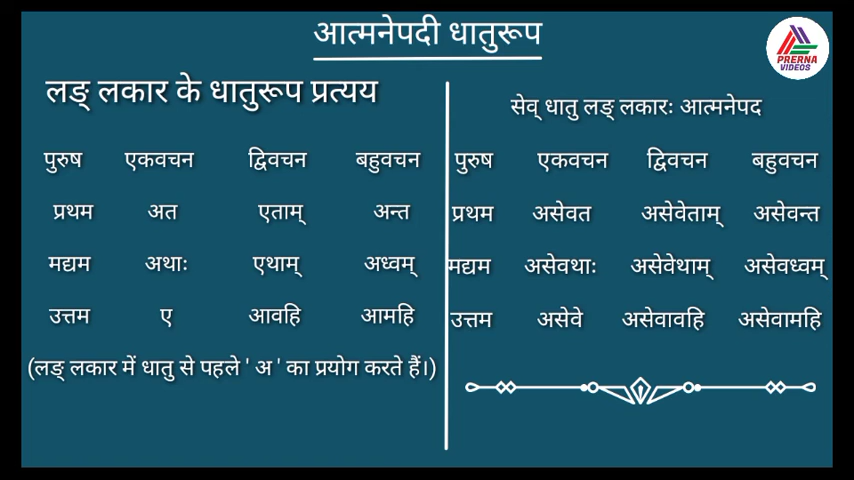 आत्मनेपदी धातुरूप
PRERNA
VIDEOS
लङ् लकार के धातुरूप प्रत्यय
पुरुष एकवचन द्विवचन बहुवचन
प्रथम अत एताम् अन्त
मद्यम अथाः एथाम् अध्वम्
उत्तम ए आवहि आमहि
(लङ् लकार में धातु से पहले ' अ ' का प्रयोग करते हैं।)
सेव् धातु लङ् लकारः आत्मनेपद
पुरुष एकवचन द्विवचन बहुवचन
प्रथम असेवत असेवेताम् असेवन्त
मद्यम असेवथाः असेवेथाम् असेवध्वम्
उत्तम असेवे असेवावहि असेवामहि